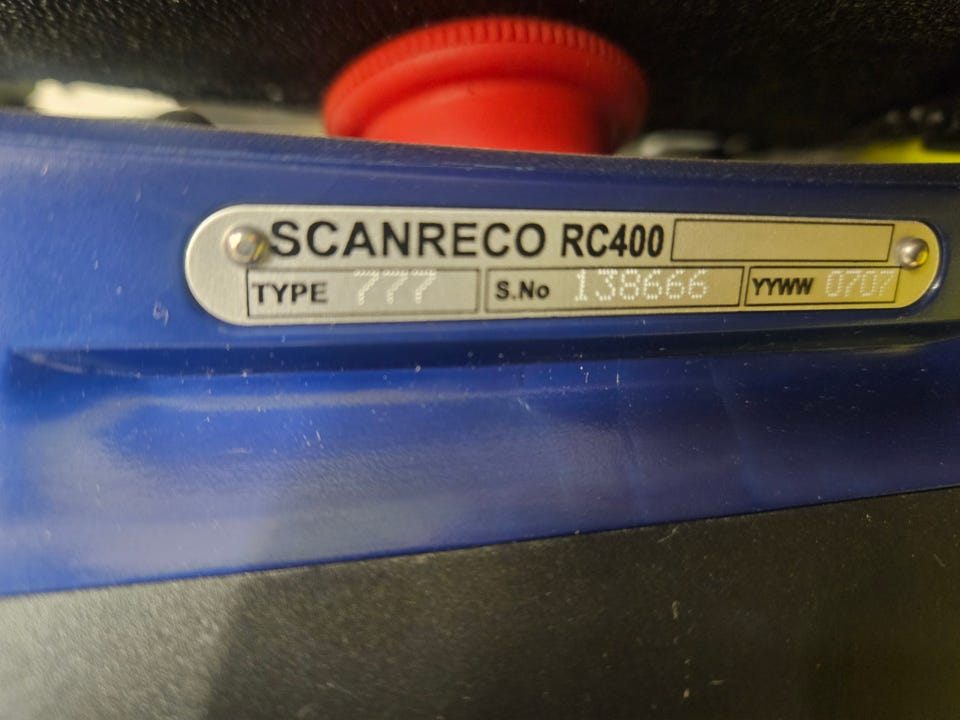 SCANRECO RC400
TYPE 777 S.No 138666 YYWW 0707